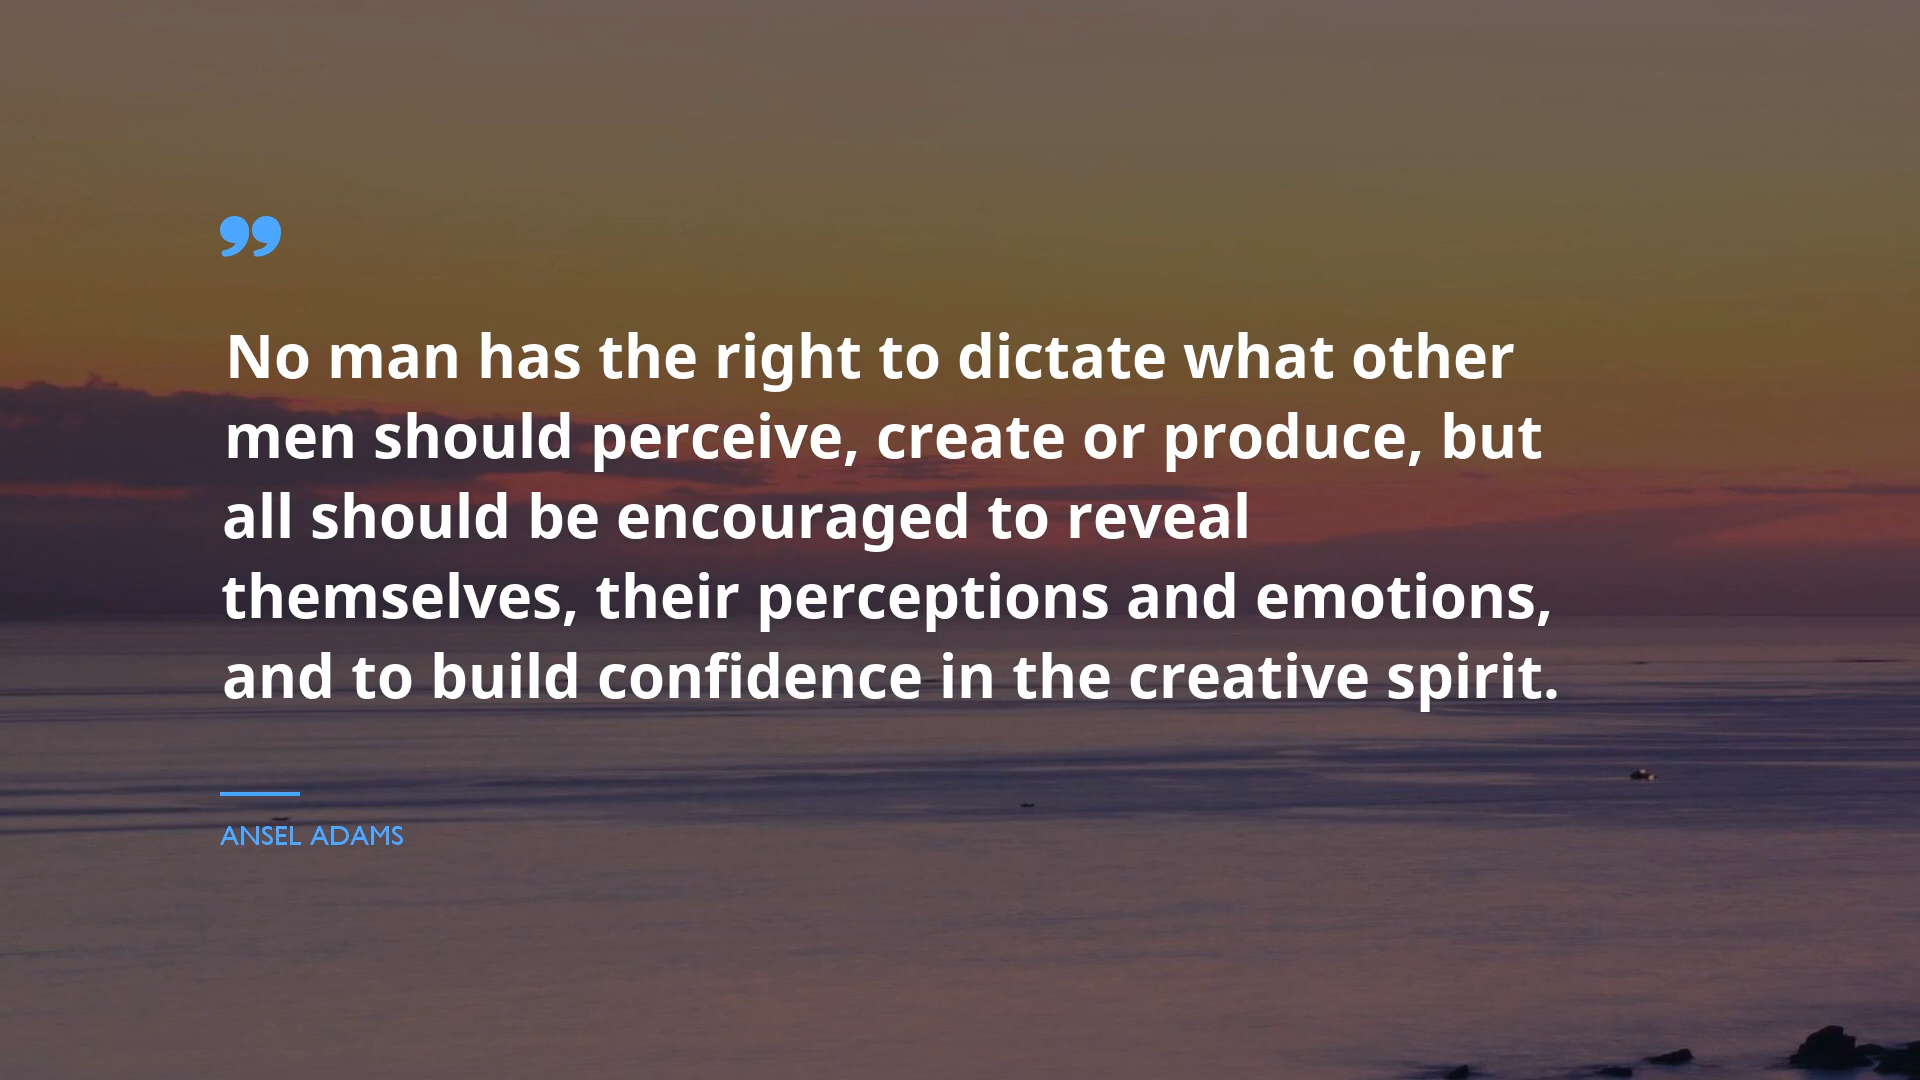 ”
No man has the right to dictate what other
men should perceive, create or produce, but
all should be encouraged to reveal
themselves, their perceptions and emotions,
and to build confidence in the creative spirit.
ANSEL ADAMS